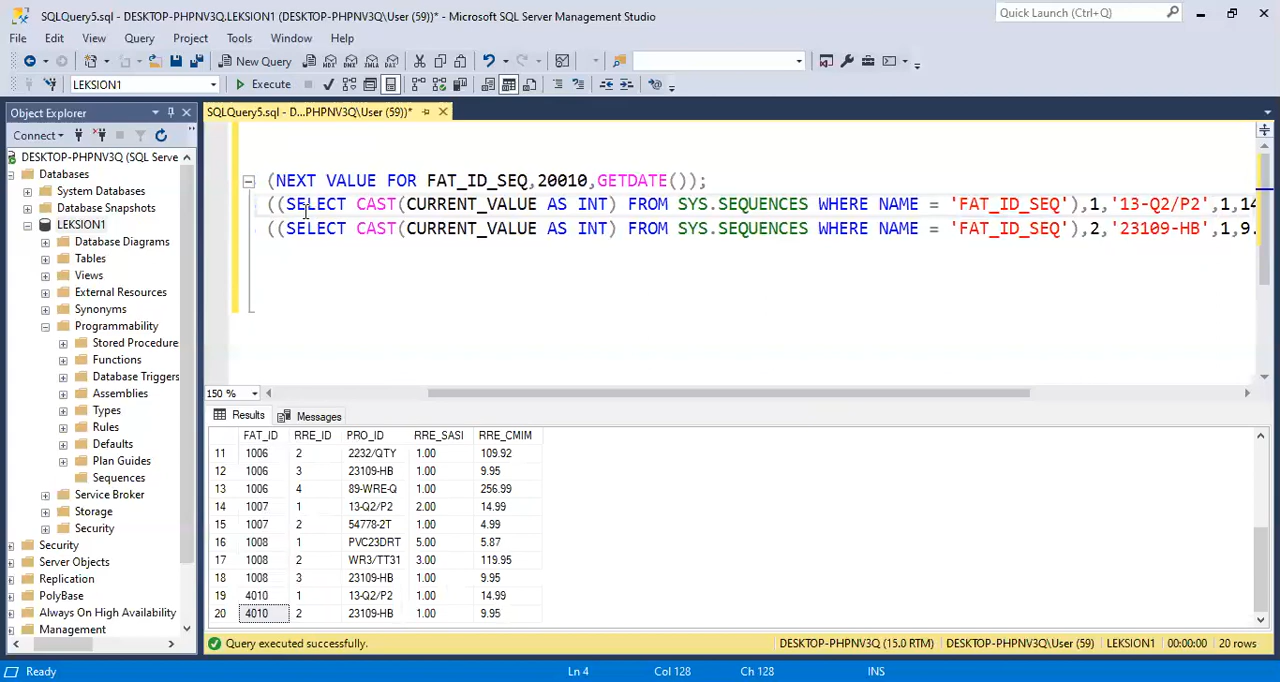 SQLQuery5.sql - DESKTOP-PHPNV3Q.LEKSION1 (DESKTOP-PHPNV3Q\User (59))* - Microsoft SQL Server Management Studio
Quick Launch (Ctrl+Q)
File Edit View Query Project Tools Window Help
New Query
LEKSION1
Execute
Object Explorer
SQLQuery5.sql - D...PHPNV3Q\User (59))*
Connect
DESKTOP-PHPNV3Q (SQL Serve
Databases
System Databases
Database Snapshots
LEKSION1
Database Diagrams
Tables
Views
External Resources
Synonyms
Programmability
Stored Procedure
Functions
Database Triggers
Assemblies
Types
Rules
Defaults
Plan Guides
Sequences
Service Broker
Storage
Security
Security
Server Objects
Replication
PolyBase
Always On High Availability
Management
(NEXT VALUE FOR FAT_ID_SEQ,20010,GETDATE());
((SELECT CAST(CURRENT_VALUE AS INT) FROM SYS.SEQUENCES WHERE NAME = 'FAT_ID_SEQ'),1,'13-Q2/P2',1,14
((SELECT CAST(CURRENT_VALUE AS INT) FROM SYS.SEQUENCES WHERE NAME = 'FAT_ID_SEQ'),2,'23109-HB',1,9.
150 %
Results Messages
FAT_ID RRE_ID PRO_ID RRE_SASI RRE_CMIM
11 1006 2 2232/QTY 1.00 109.92
12 1006 3 23109-HB 1.00 9.95
13 1006 4 89-WRE-Q 1.00 256.99
14 1007 1 13-Q2/P2 2.00 14.99
15 1007 2 54778-2T 1.00 4.99
16 1008 1 PVC23DRT 5.00 5.87
17 1008 2 WR3/TT31 3.00 119.95
18 1008 3 23109-HB 1.00 9.95
19 4010 1 13-Q2/P2 1.00 14.99
20 4010 2 23109-HB 1.00 9.95
Query executed successfully.
DESKTOP-PHPNV3Q (15.0 RTM) DESKTOP-PHPNV3Q\User (59) LEKSION1 00:00:00 20 rows
Ready Ln 4 Col 128 Ch 128 INS